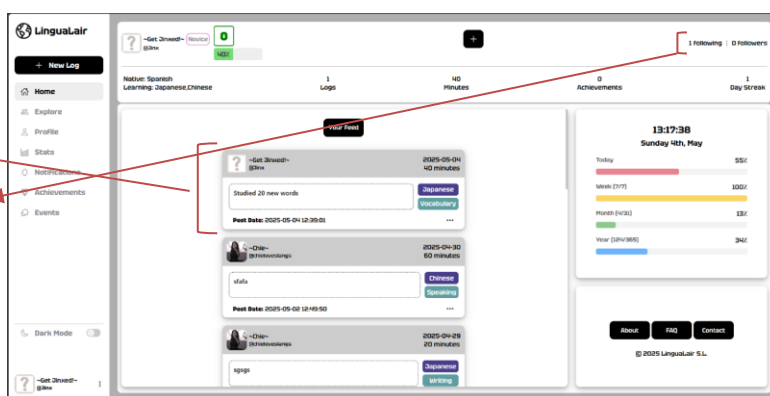 LinguaLair
+ New Log
Home
Explore
Profile
Stats
Notifications
Achievements
Events
Dark Mode
~Get Jinxed!~
@Jinx
~Get Jinxed!~ Novice
@Jinx
0
40%
+
1 Following | 0 Followers
Native: Spanish
Learning: Japanese,Chinese
1
Logs
40
Minutes
0
Achievements
1
Day Streak
Your Feed
~Get Jinxed!~
@Jinx
2025-05-04
40 minutes
Studied 20 new words
Japanese
Vocabulary
Post Date: 2025-05-04 12:39:01
...
~Chie~
@chieloveslangs
2025-04-30
60 minutes
sfafa
Chinese
Speaking
Post Date: 2025-05-02 12:49:50
...
~Chie~
@chieloveslangs
2025-04-29
20 minutes
sgsgs
Japanese
Writing
13:17:38
Sunday 4th, May
Today 55%
Week (7/7) 100%
Month (4/31) 13%
Year (124/365) 34%
About FAQ Contact
© 2025 LinguaLair S.L.